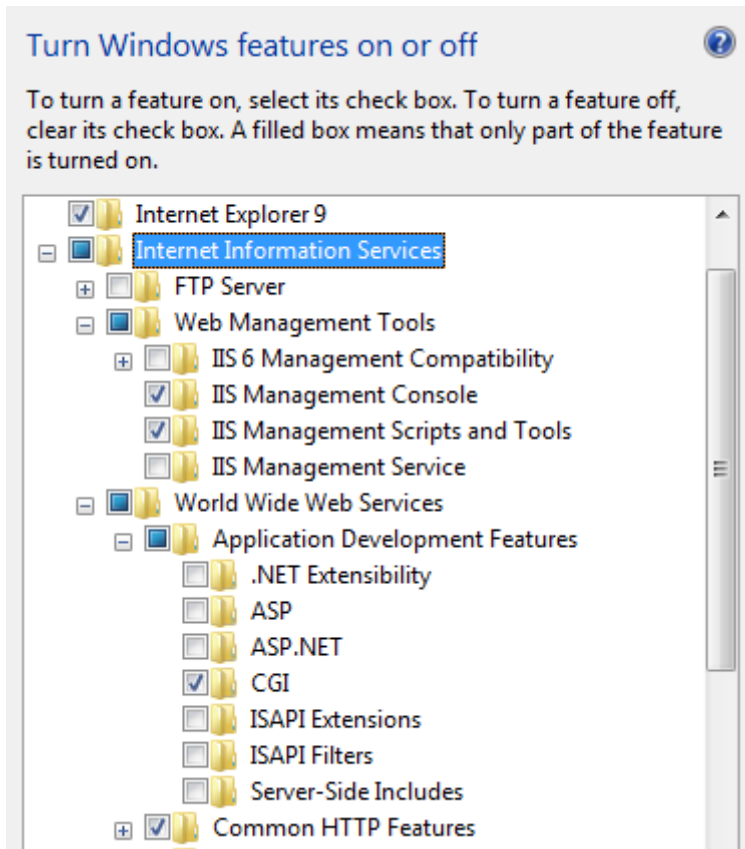 Turn Windows features on or off
To turn a feature on, select its check box. To turn a feature off,
clear its check box. A filled box means that only part of the feature
is turned on.
Internet Explorer 9
Internet Information Services
FTP Server
Web Management Tools
IIS 6 Management Compatibility
IIS Management Console
IIS Management Scripts and Tools
IIS Management Service
World Wide Web Services
Application Development Features
.NET Extensibility
ASP
ASP.NET
CGI
ISAPI Extensions
ISAPI Filters
Server-Side Includes
Common HTTP Features